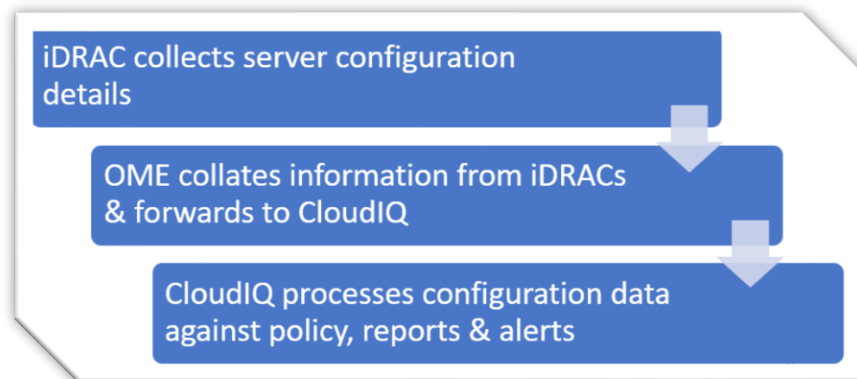 iDRAC collects server configuration
details
OME collates information from iDRACs
& forwards to CloudIQ
CloudIQ processes configuration data
against policy, reports & alerts